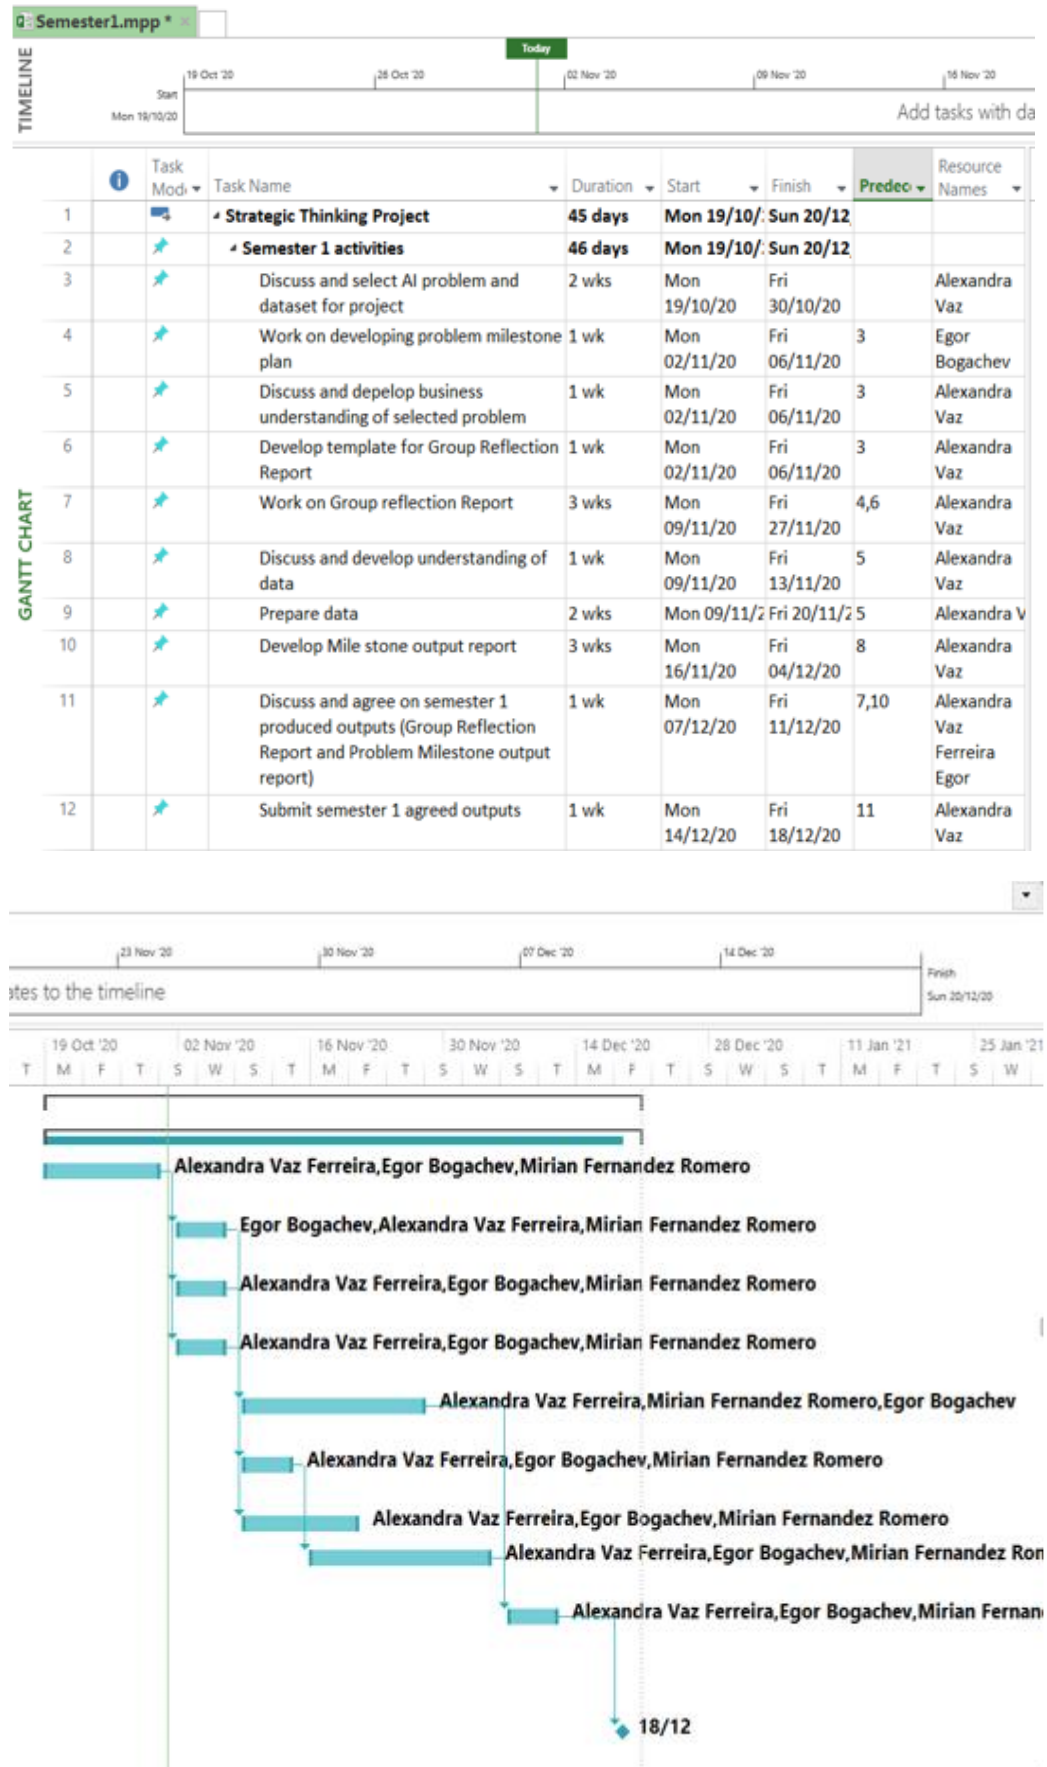 Semester1.mpp * ×
TIMELINE
Today
19 Oct '20 26 Oct '20 02 Nov '20 09 Nov '20 16 Nov '20
Start
Mon 19/10/20
Add tasks with da
GANTT CHART
Task Mode Task Name Duration Start Finish Predec Resource Names
1 Strategic Thinking Project 45 days Mon 19/10/ Sun 20/12
2 Semester 1 activities 46 days Mon 19/10/ Sun 20/12
3 Discuss and select AI problem and 2 wks Mon Fri Alexandra
dataset for project 19/10/20 30/10/20 Vaz
4 Work on developing problem milestone 1 wk Mon Fri 3 Egor
plan 02/11/20 06/11/20 Bogachev
5 Discuss and depelop business 1 wk Mon Fri 3 Alexandra
understanding of selected problem 02/11/20 06/11/20 Vaz
6 Develop template for Group Reflection 1 wk Mon Fri 3 Alexandra
Report 02/11/20 06/11/20 Vaz
7 Work on Group reflection Report 3 wks Mon Fri 4,6 Alexandra
09/11/20 27/11/20 Vaz
8 Discuss and develop understanding of 1 wk Mon Fri 5 Alexandra
data 09/11/20 13/11/20 Vaz
9 Prepare data 2 wks Mon 09/11/2 Fri 20/11/2 5 Alexandra V
10 Develop Mile stone output report 3 wks Mon Fri 8 Alexandra
16/11/20 04/12/20 Vaz
11 Discuss and agree on semester 1 1 wk Mon Fri 7,10 Alexandra
produced outputs (Group Reflection 07/12/20 11/12/20 Vaz
Report and Problem Milestone output Ferreira
report) Egor
12 Submit semester 1 agreed outputs 1 wk Mon Fri 11 Alexandra
14/12/20 18/12/20 Vaz
23 Nov '20 30 Nov '20 07 Dec '20 14 Dec '20
Finish
Sun 20/12/20
ates to the timeline
19 Oct '20 02 Nov '20 16 Nov '20 30 Nov '20 14 Dec '20 28 Dec '20 11 Jan '21 25 Jan '21
T M F T S W S T M F T S W S T M F T S W S T M F T S W
Alexandra Vaz Ferreira,Egor Bogachev,Mirian Fernandez Romero
Egor Bogachev,Alexandra Vaz Ferreira,Mirian Fernandez Romero
Alexandra Vaz Ferreira,Egor Bogachev,Mirian Fernandez Romero
Alexandra Vaz Ferreira,Egor Bogachev,Mirian Fernandez Romero
Alexandra Vaz Ferreira,Mirian Fernandez Romero,Egor Bogachev
Alexandra Vaz Ferreira,Egor Bogachev,Mirian Fernandez Romero
Alexandra Vaz Ferreira,Egor Bogachev,Mirian Fernandez Romero
Alexandra Vaz Ferreira,Egor Bogachev,Mirian Fernandez Ron
Alexandra Vaz Ferreira,Egor Bogachev,Mirian Fernan
18/12